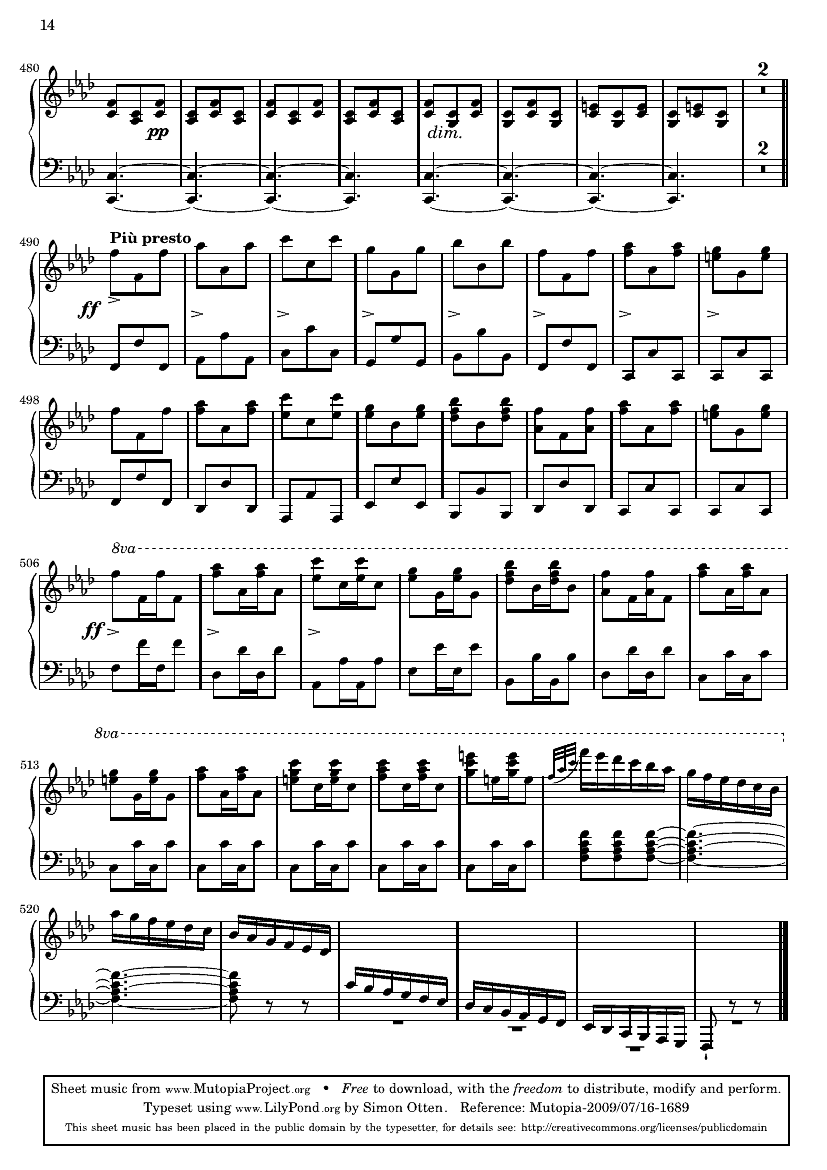 14
480
2
pp
dim.
2
490
Più presto
ff
498
8va
506
ff
8va
513
520
Sheet music from www.MutopiaProject.org • Free to download, with the freedom to distribute, modify and perform.
Typeset using www.LilyPond.org by Simon Otten. Reference: Mutopia-2009/07/16-1689
This sheet music has been placed in the public domain by the typesetter, for details see: http://creativecommons.org/licenses/publicdomain